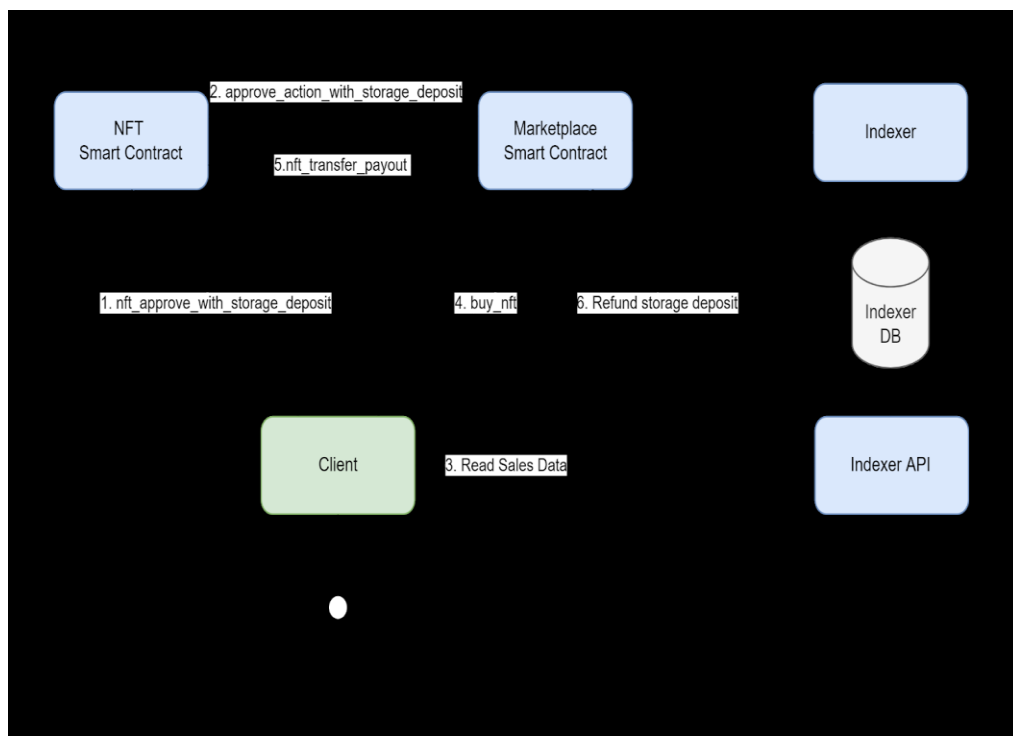 2. approve_action_with_storage_deposit
NFT
Smart Contract
Marketplace
Smart Contract
Indexer
5.nft_transfer_payout
1. nft_approve_with_storage_deposit
4. buy_nft
6. Refund storage deposit
Indexer
DB
Client
3. Read Sales Data
Indexer API